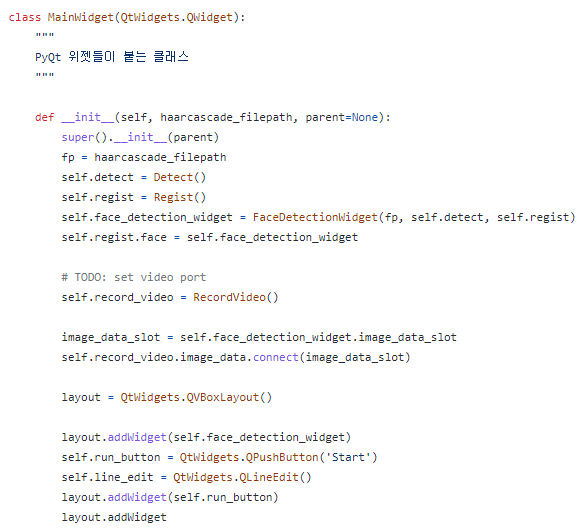 class MainWidget(QtWidgets.QWidget):
    """
    PyQt 위젯들이 붙는 클래스
    """

    def __init__(self, haarcascade_filepath, parent=None):
        super().__init__(parent)
        fp = haarcascade_filepath
        self.detect = Detect()
        self.regist = Regist()
        self.face_detection_widget = FaceDetectionWidget(fp, self.detect, self.regist)
        self.regist.face = self.face_detection_widget

        # TODO: set video port
        self.record_video = RecordVideo()

        image_data_slot = self.face_detection_widget.image_data_slot
        self.record_video.image_data.connect(image_data_slot)

        layout = QtWidgets.QVBoxLayout()

        layout.addWidget(self.face_detection_widget)
        self.run_button = QtWidgets.QPushButton('Start')
        self.line_edit = QtWidgets.QLineEdit()
        layout.addWidget(self.run_button)
        layout.addWidget